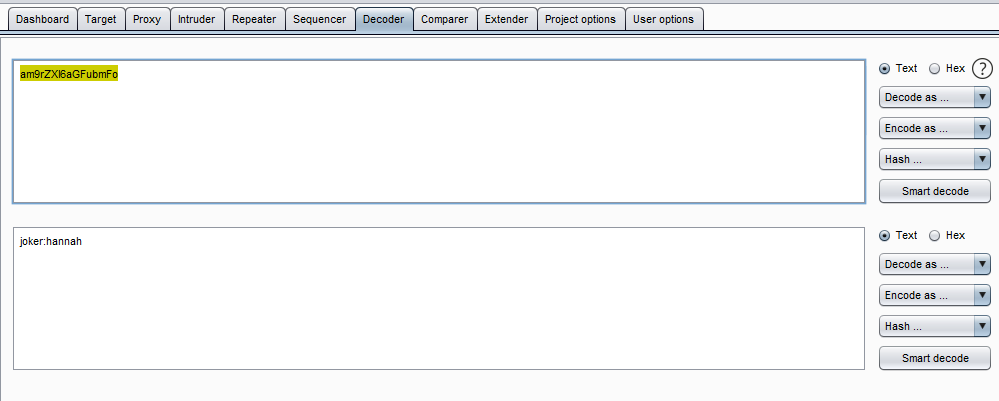 Dashboard Target Proxy Intruder Repeater Sequencer Decoder Comparer Extender Project options User options
am9rZXI6aGFubmFo
Text Hex ?
Decode as ...
Encode as ...
Hash ...
Smart decode
joker:hannah
Text Hex
Decode as ...
Encode as ...
Hash ...
Smart decode